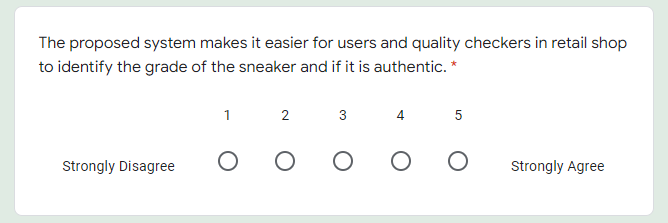 The proposed system makes it easier for users and quality checkers in retail shop
to identify the grade of the sneaker and if it is authentic. *
1 2 3 4 5
Strongly Disagree Strongly Agree